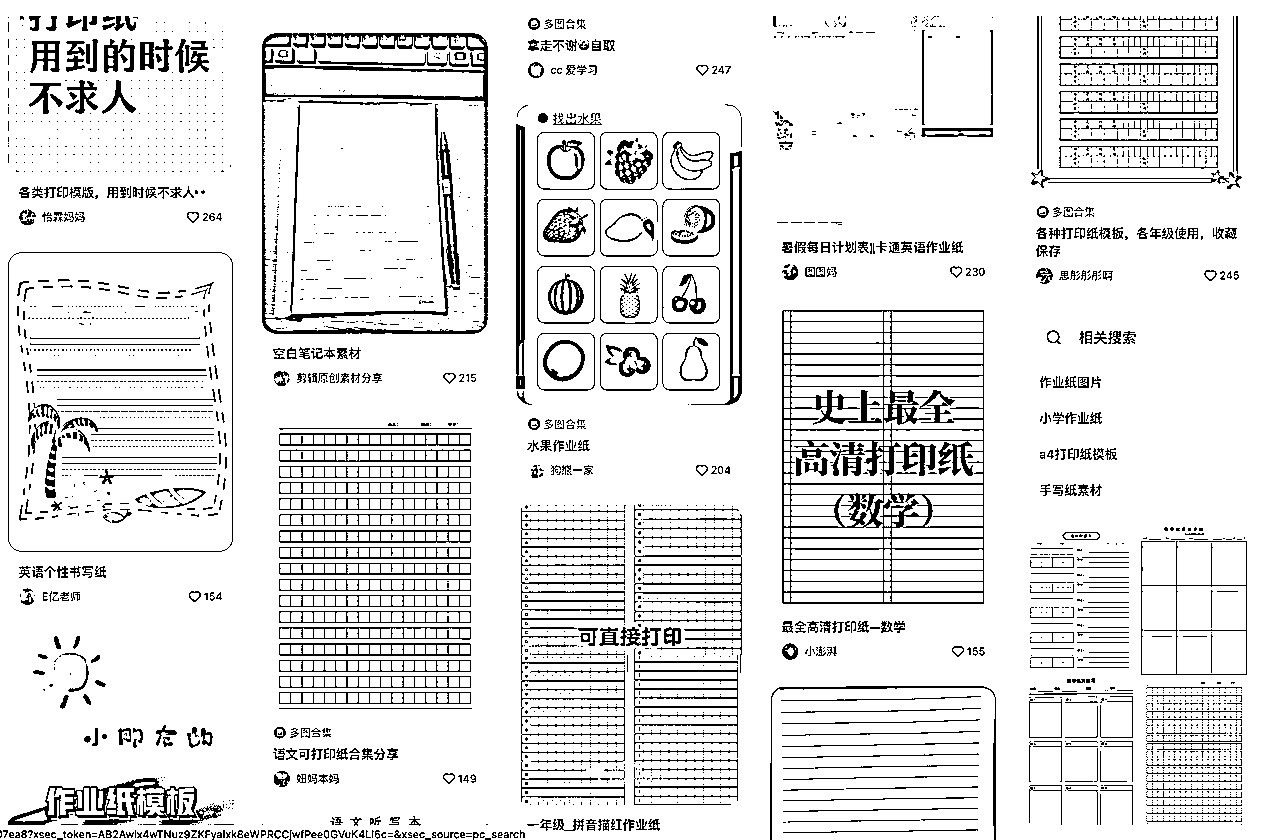 打印纸
用到的时候
不求人
各类打印模版，用到时候不求人••
怡霖妈妈
264
英语个性书写纸
E亿老师
154
小朋友的
作业纸模板
07ea8?xsec_token=AB2Awlx4wTNuz9ZKFyalxk8eWPRCCjwfPee0GVuK4Ll6c=&xsec_source=pc_search
空白笔记本素材
剪辑原创素材分享
215
多图合集
语文可打印纸合集分享
妞妈本妈
149
语文听写本
多图合集
拿走不谢自取
cc 爱学习
247
找出水果
多图合集
水果作业纸
狗熊一家
204
可直接打印
一年级_拼音描红作业纸
暑假每日计划表||卡通英语作业纸
图图妈
230
史上最全
高清打印纸
（数学）
最全高清打印纸—数学
小澎湃
155
多图合集
各种打印纸模板，各年级使用，收藏
保存
思彤彤彤啊
245
相关搜索
作业纸图片
小学作业纸
a4打印纸模板
手写纸素材